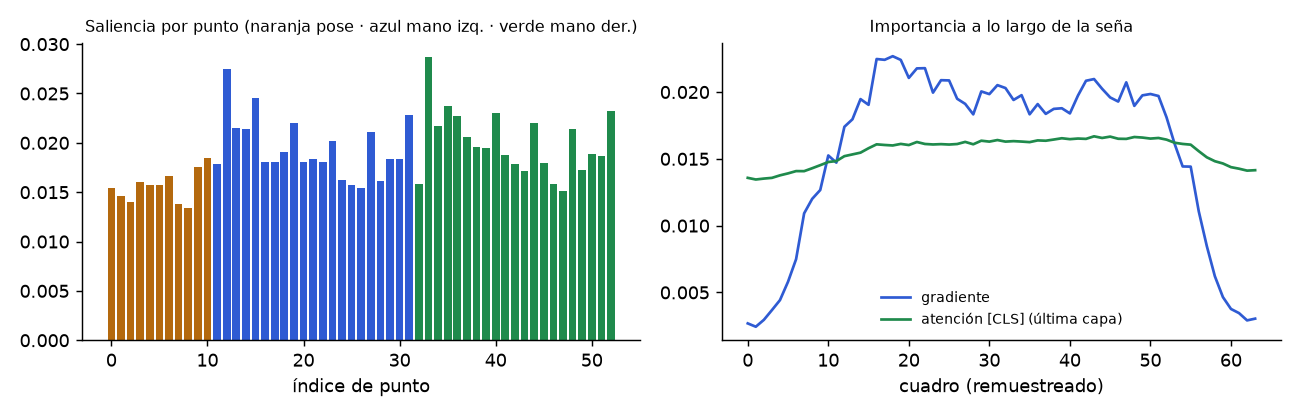 Saliencia por punto (naranja pose · azul mano izq. · verde mano der.)
0.030
0.025
0.020
0.015
0.010
0.005
0.000
0 10 20 30 40 50
índice de punto
Importancia a lo largo de la seña
0.020
0.015
0.010
0.005
gradiente
atención [CLS] (última capa)
0 10 20 30 40 50 60
cuadro (remuestreado)